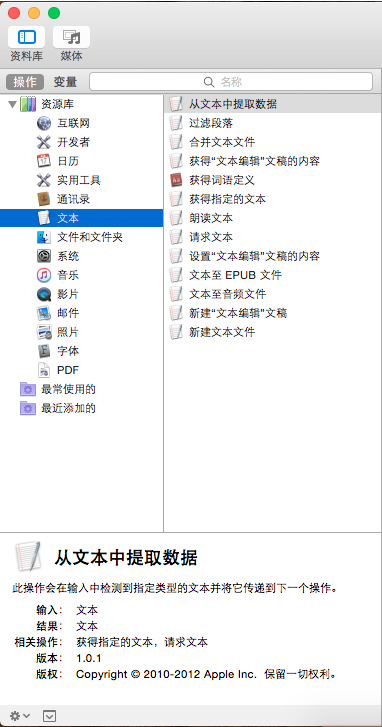 资料库 媒体
操作 变量 名称
资源库
互联网
开发者
日历
实用工具
通讯录
文本
文件和文件夹
系统
音乐
影片
邮件
照片
字体
PDF
最常使用的
最近添加的
从文本中提取数据
过滤段落
合并文本文件
获得“文本编辑”文稿的内容
获得词语定义
获得指定的文本
朗读文本
请求文本
设置“文本编辑”文稿的内容
文本至 EPUB 文件
文本至音频文件
新建“文本编辑”文稿
新建文本文件
从文本中提取数据
此操作会在输入中检测到指定类型的文本并将它传递到下一个操作。
输入： 文本
结果： 文本
相关操作： 获得指定的文本，请求文本
版本： 1.0.1
版权： Copyright © 2010-2012 Apple Inc. 保留一切权利。